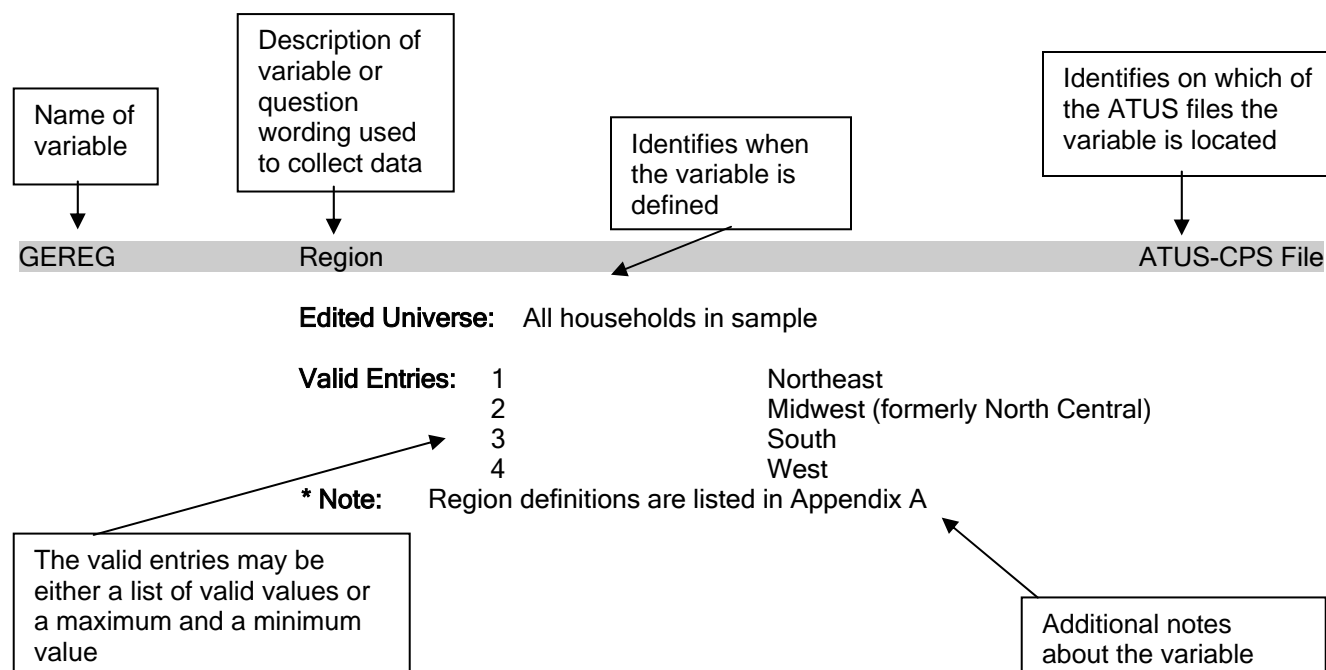 Description of
variable or
question
wording used
to collect data
Name of
variable
Identifies when
the variable is
defined
Identifies on which of
the ATUS files the
variable is located
GEREG Region ATUS-CPS File
Edited Universe: All households in sample
Valid Entries: 1 Northeast
2 Midwest (formerly North Central)
3 South
4 West
* Note: Region definitions are listed in Appendix A
The valid entries may be
either a list of valid values or
a maximum and a minimum
value
Additional notes
about the variable